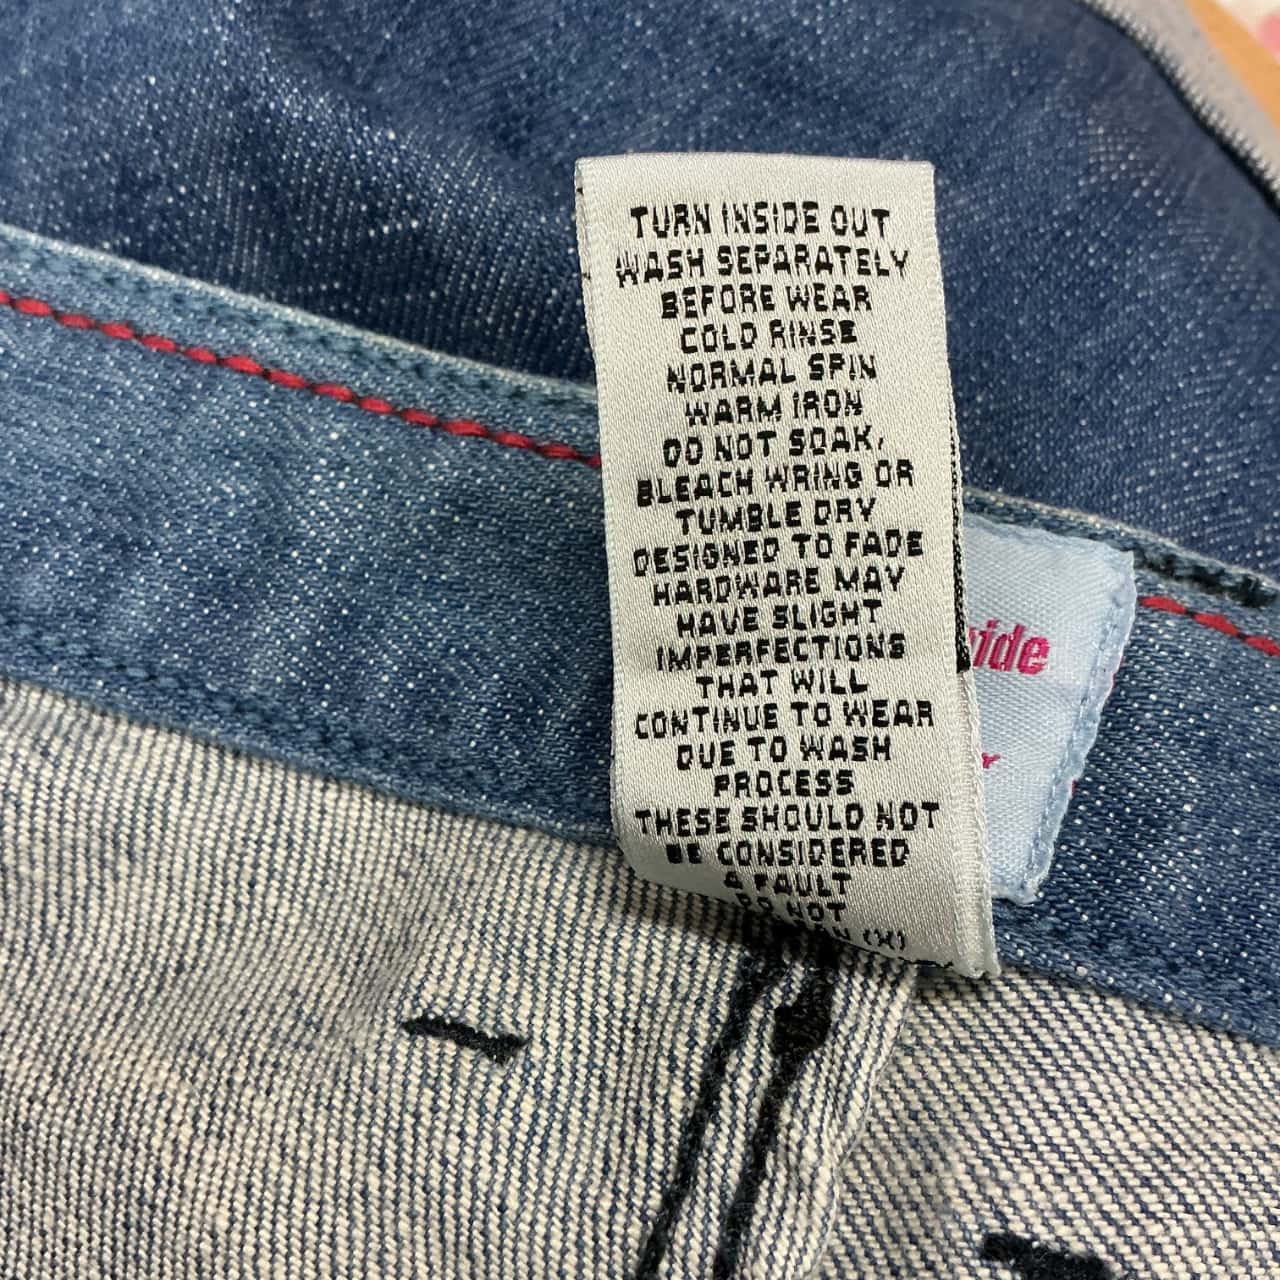 TURN INSIDE OUT
WASH SEPARATELY
BEFORE WEAR
COLD RINSE
NORMAL SPIN
WARM IRON
DO NOT SOAK,
BLEACH WRING OR
TUMBLE DRY
DESIGNED TO FADE
HARDWARE MAY
HAVE SLIGHT
IMPERFECTIONS
THAT WILL
CONTINUE TO WEAR
DUE TO WASH
PROCESS
THESE SHOULD NOT
BE CONSIDERED
A FAULT
DO NOT
(X)
ide